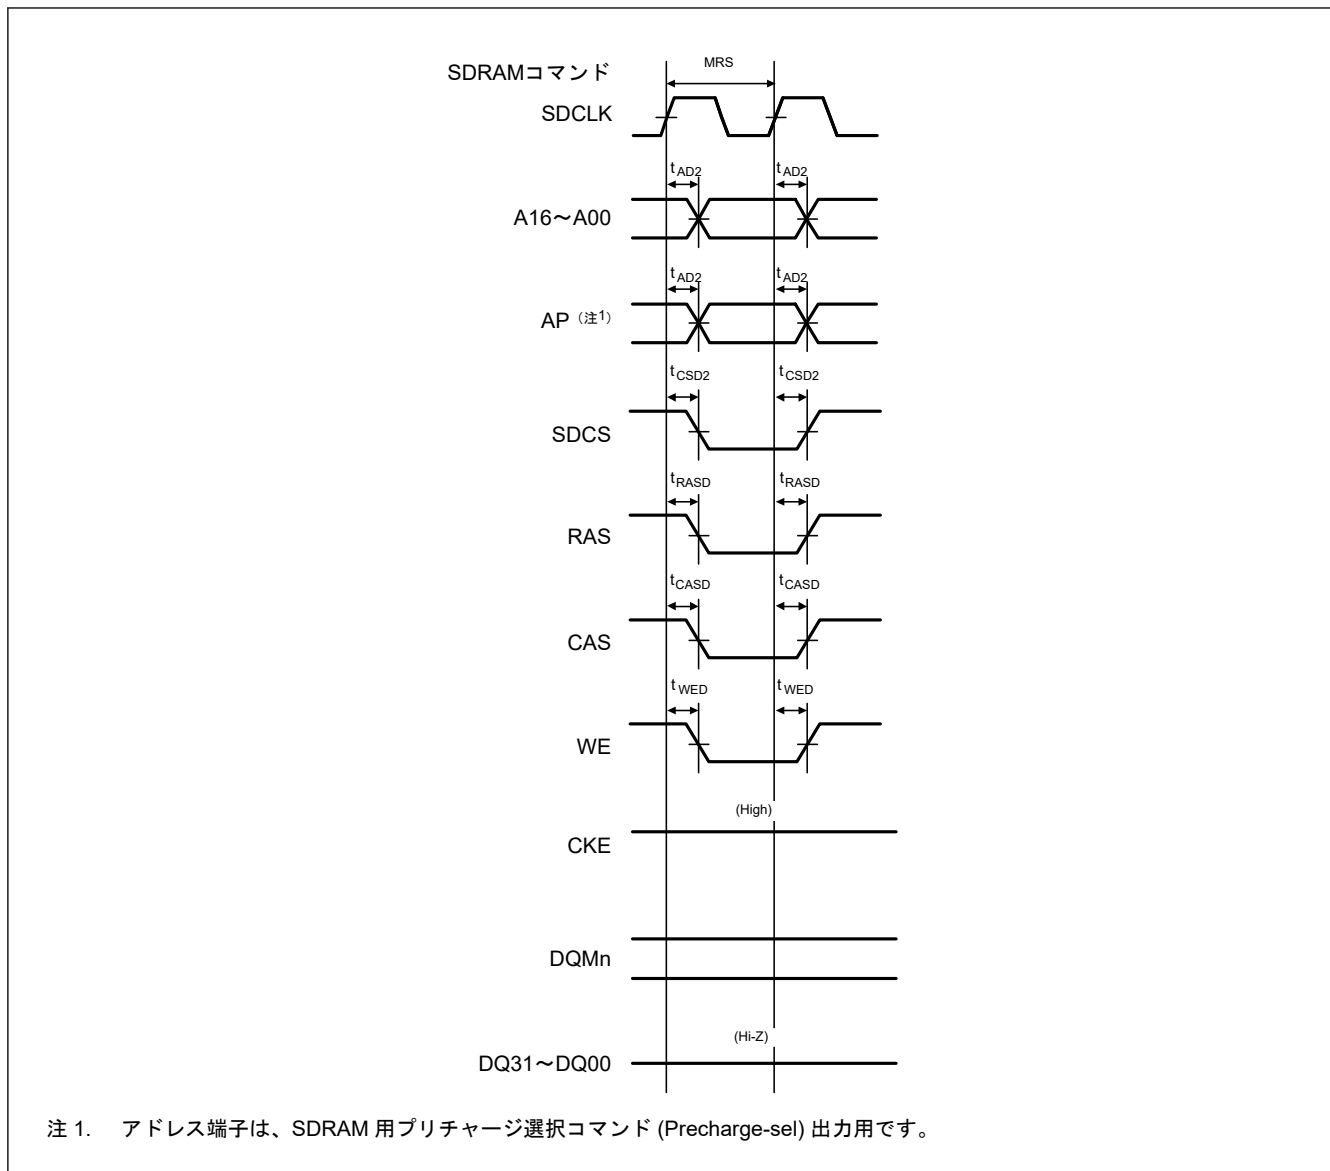 SDRAMコマンド
MRS
SDCLK
tAD2 tAD2
A16～A00
tAD2 tAD2
AP（注1）
tCSD2 tCSD2
SDCS
tRASD tRASD
RAS
tCASD tCASD
CAS
tWED tWED
WE
(High)
CKE
DQMn
(Hi-Z)
DQ31～DQ00
注 1. アドレス端子は、SDRAM 用プリチャージ選択コマンド (Precharge-sel) 出力用です。